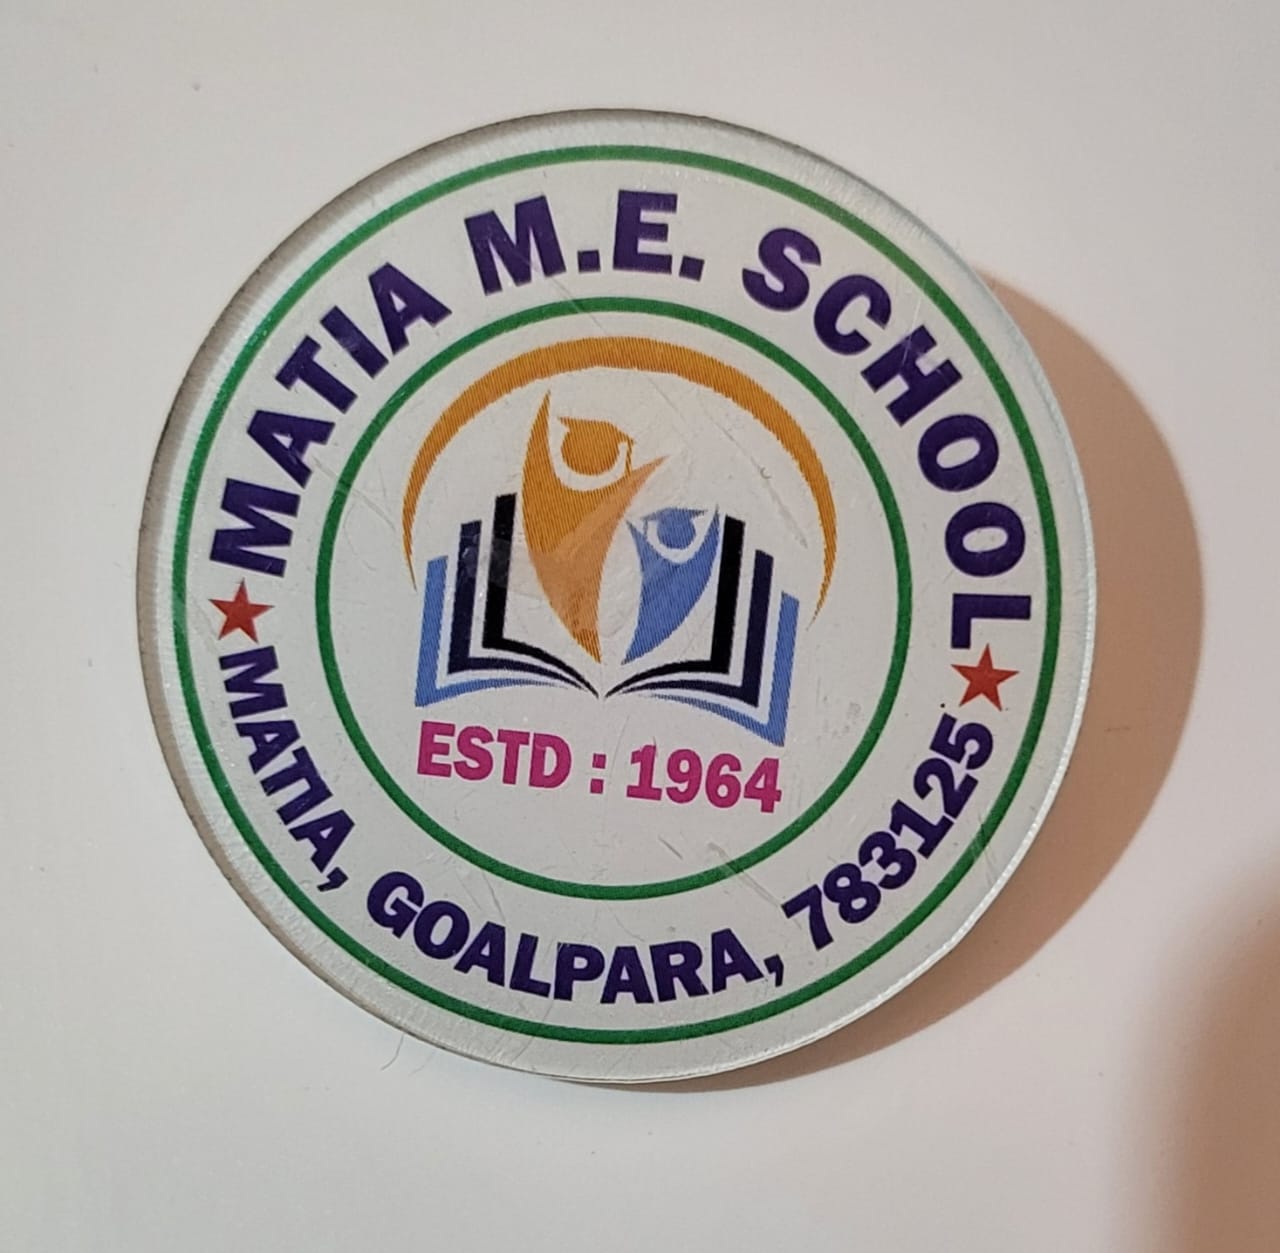 MATIA M.E. SCHOOL
ESTD : 1964
MATIA, GOALPARA, 783125